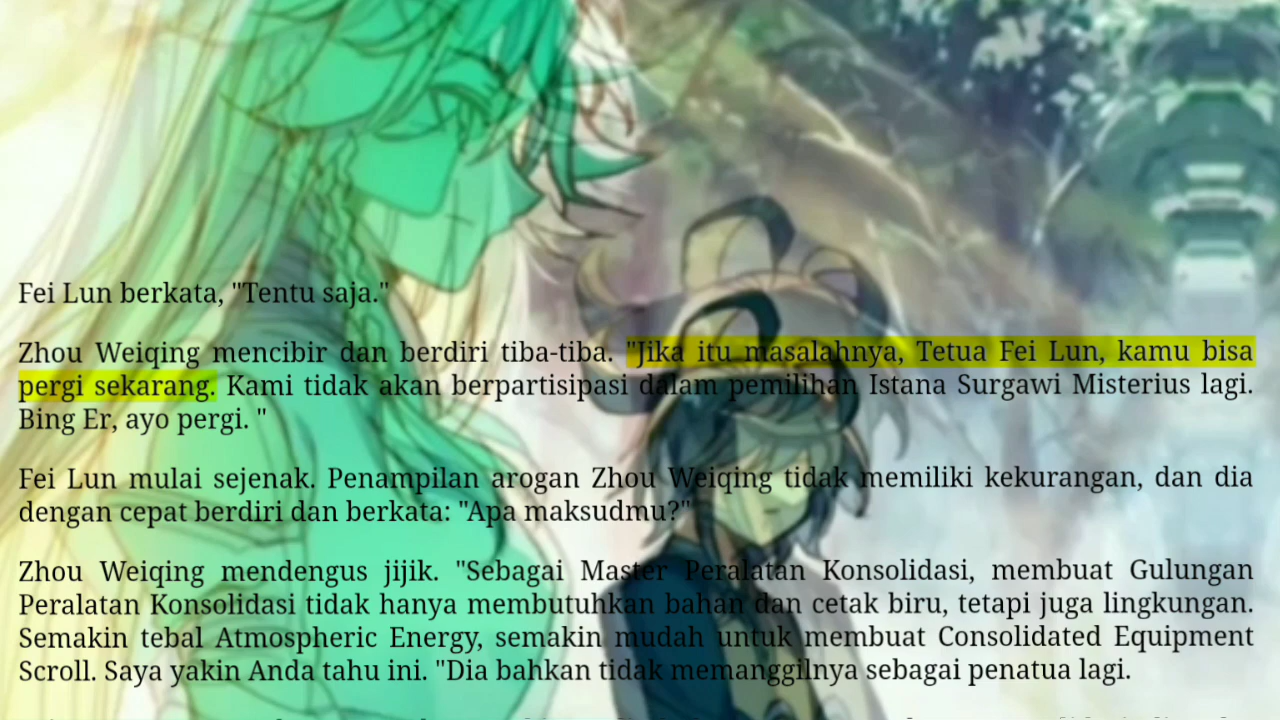 Fei Lun berkata, "Tentu saja."
Zhou Weiqing mencibir dan berdiri tiba-tiba. "Jika itu masalahnya, Tetua Fei Lun, kamu bisa
pergi sekarang. Kami tidak akan berpartisipasi dalam pemilihan Istana Surgawi Misterius lagi.
Bing Er, ayo pergi. "
Fei Lun mulai sejenak. Penampilan arogan Zhou Weiqing tidak memiliki kekurangan, dan dia
dengan cepat berdiri dan berkata: "Apa maksudmu?"
Zhou Weiqing mendengus jijik. "Sebagai Master Peralatan Konsolidasi, membuat Gulungan
Peralatan Konsolidasi tidak hanya membutuhkan bahan dan cetak biru, tetapi juga lingkungan.
Semakin tebal Atmospheric Energy, semakin mudah untuk membuat Consolidated Equipment
Scroll. Saya yakin Anda tahu ini. "Dia bahkan tidak memanggilnya sebagai penatua lagi.